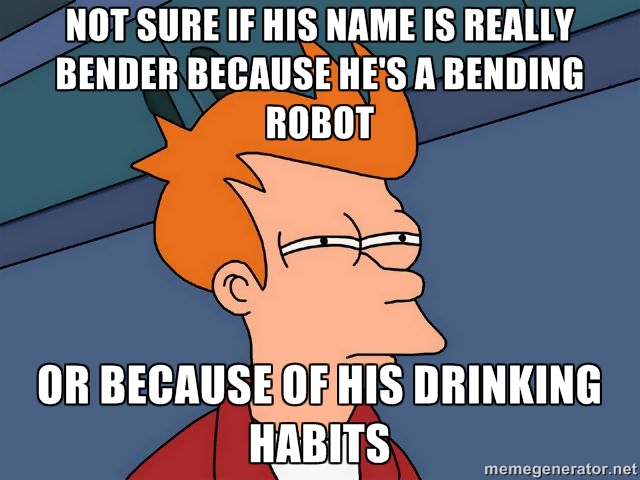 NOT SURE IF HIS NAME IS REALLY
BENDER BECAUSE HE'S A BENDING
ROBOT
OR BECAUSE OF HIS DRINKING
HABITS
memegenerator.net